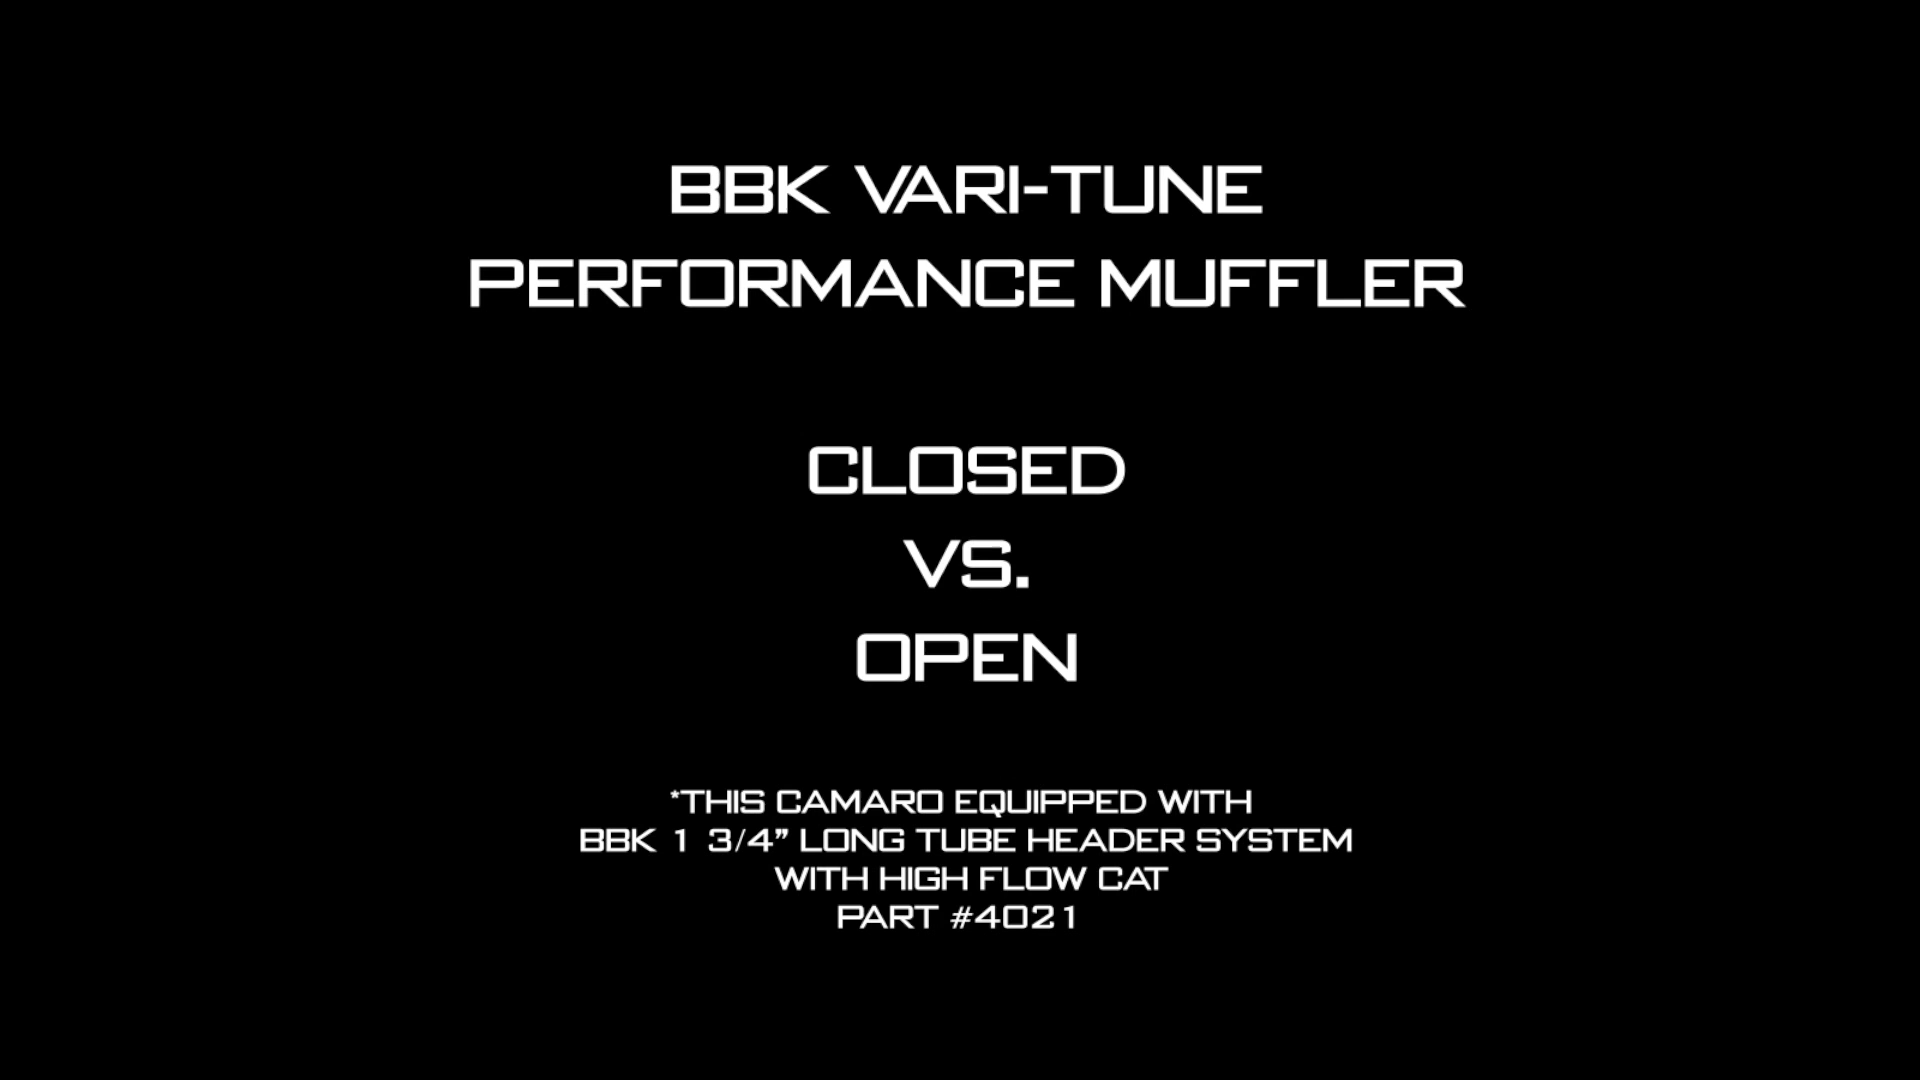 BBK VARI-TUNE
PERFORMANCE MUFFLER
CLOSED
VS.
OPEN
*THIS CAMARO EQUIPPED WITH
BBK 1 3/4” LONG TUBE HEADER SYSTEM
WITH HIGH FLOW CAT
PART #4021